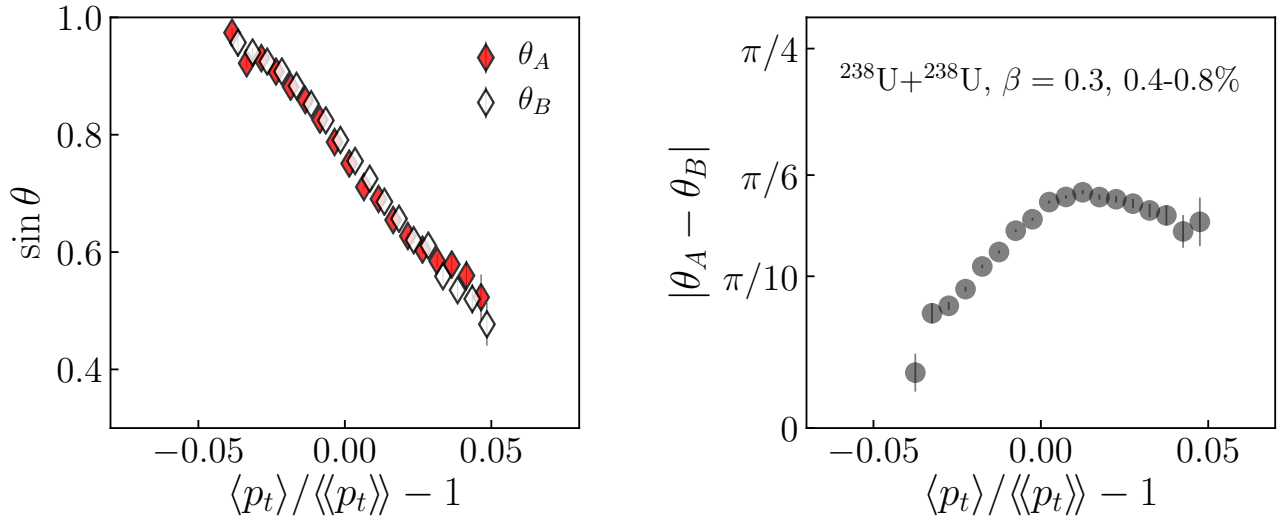 1.0
0.8
0.6
0.4
sin θ
θ_A
θ_B
−0.05 0.00 0.05
⟨p_t⟩/⟨⟨p_t⟩⟩ − 1
π/4
π/6
π/10
0
|θ_A − θ_B|
²³⁸U+²³⁸U, β = 0.3, 0.4-0.8%
−0.05 0.00 0.05
⟨p_t⟩/⟨⟨p_t⟩⟩ − 1